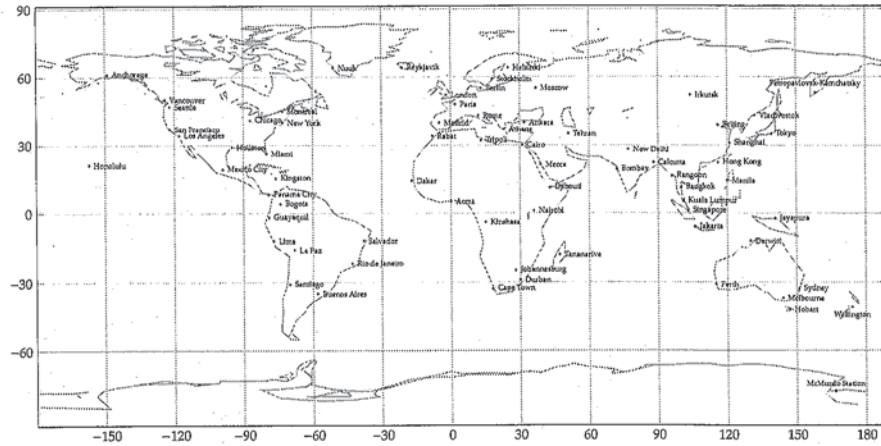 90
60
30
0
−30
−60
−150 −120 −90 −60 −30 0 30 60 90 120 150 180
Anchorage
Nuuk
Reykjavik
Helsinki
Stockholm
Berlin
Moscow
London
Paris
Irkutsk
Petropavlovsk-Kamchatsky
Vancouver
Seattle
Montreal
Chicago
New York
San Francisco
Los Angeles
Madrid
Rome
Athens
Ankara
Tehran
Beijing
Vladivostok
Tokyo
Shanghai
Rabat
Tripoli
Cairo
Houston
Miami
New Delhi
Honolulu
Mexico City
Mecca
Bombay
Calcutta
Hong Kong
Kingston
Dakar
Djibouti
Rangoon
Bangkok
Manila
Panama City
Bogota
Accra
Kuala Lumpur
Singapore
Guayaquil
Nairobi
Kinshasa
Jakarta
Jayapura
Lima
La Paz
Salvador
Tananarive
Darwin
Rio de Janeiro
Johannesburg
Durban
Santiago
Buenos Aires
Cape Town
Perth
Sydney
Melbourne
Hobart
Wellington
McMurdo Station